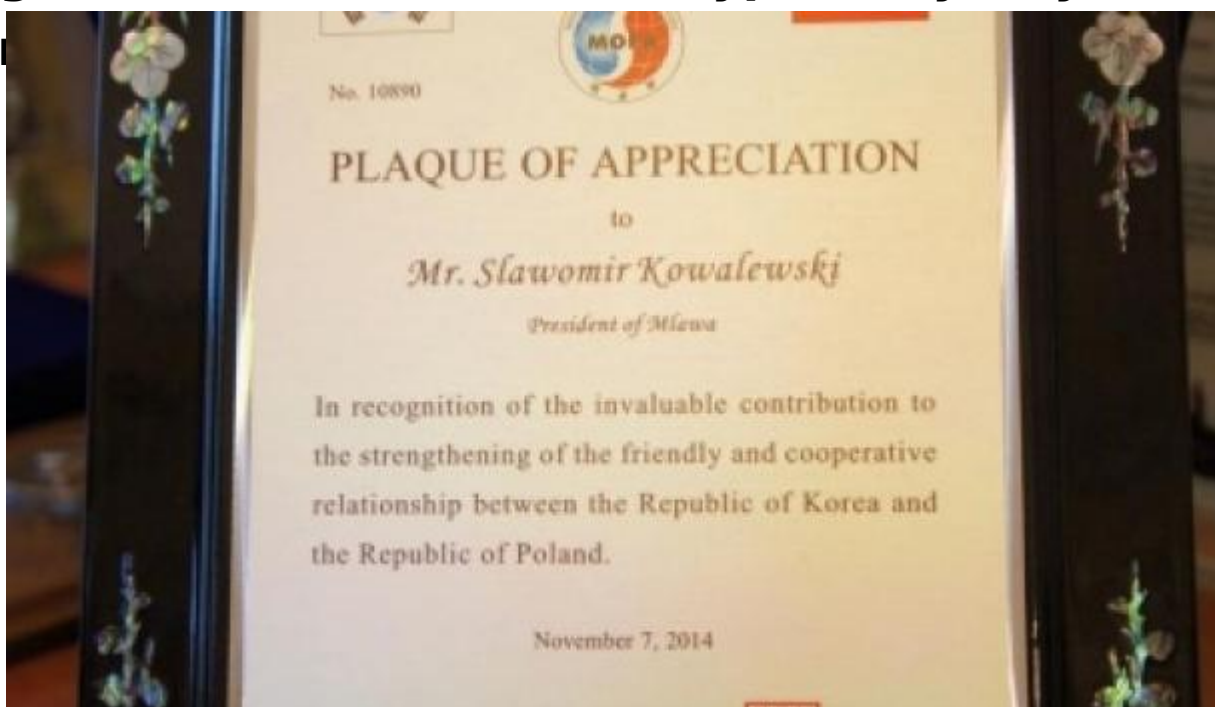 No. 10890
PLAQUE OF APPRECIATION
to
Mr. Slawomir Kowalewski
President of Mlawa
In recognition of the invaluable contribution to
the strengthening of the friendly and cooperative
relationship between the Republic of Korea and
the Republic of Poland.
November 7, 2014